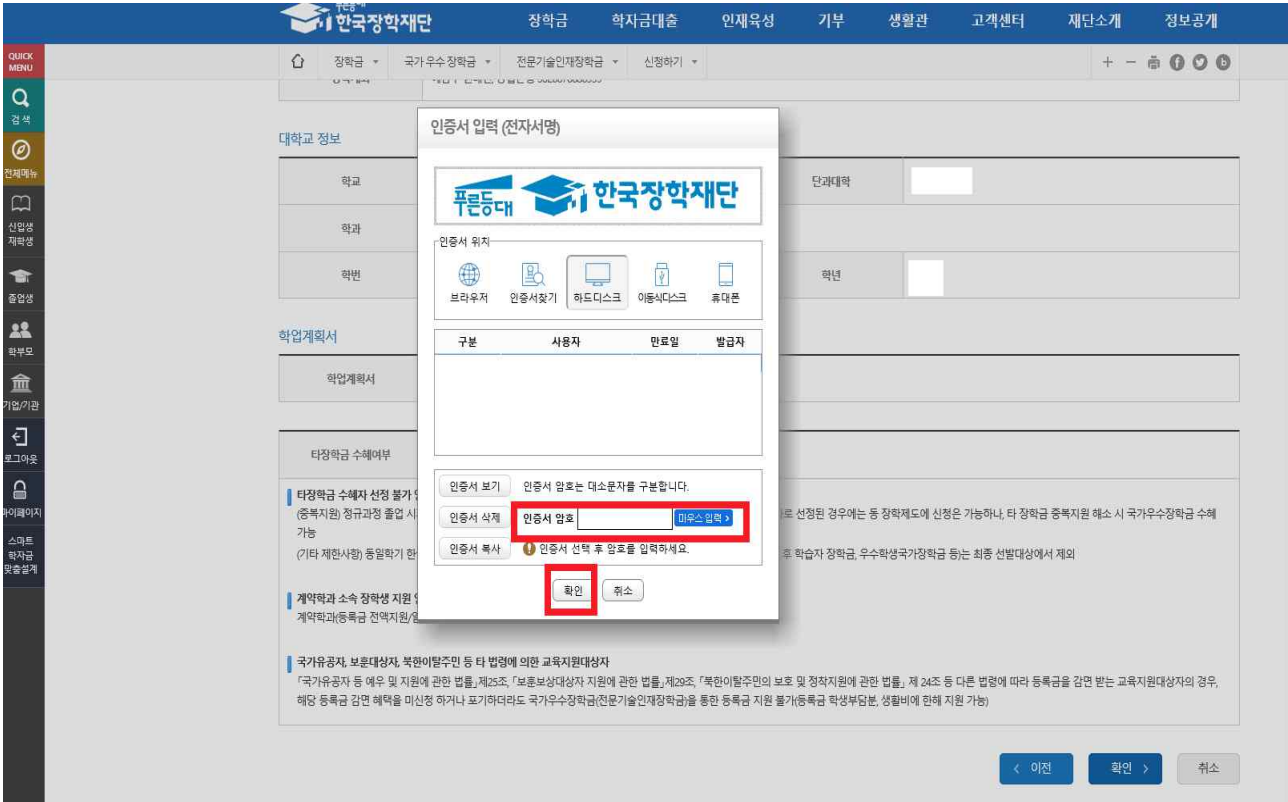 푸른등대
한국장학재단
장학금 학자금대출 인재육성 기부 생활관 고객센터 재단소개 정보공개
QUICK
MENU
장학금 국가 우수 장학금 전문기술인재장학금 신청하기
검색
전체메뉴
신입생
재학생
졸업생
학부모
기업/기관
로그아웃
마이페이지
스마트
학자금
맞춤설계
대학교 정보
학교 단과대학
학과
학번 학년
학업계획서
학업계획서
타장학금 수혜여부
타장학금 수혜자 선정 불가
(중복지원) 정규과정 졸업 시 로 선정된 경우에는 동 장학제도에 신청은 가능하나, 타 장학금 중복지원 해소 시 국가우수장학금 수혜
가능
(기타 제한사항) 동일학기 한 후 학습자 장학금, 우수학생국가장학금 등)는 최종 선발대상에서 제외
계약학과 소속 장학생 지원
계약학과(등록금 전액지원/일
국가유공자, 보훈대상자, 북한이탈주민 등 타 법령에 의한 교육지원대상자
「국가유공자 등 예우 및 지원에 관한 법률」제25조, 「보훈보상대상자 지원에 관한 법률」제29조, 「북한이탈주민의 보호 및 정착지원에 관한 법률」 제 24조 등 다른 법령에 따라 등록금을 감면 받는 교육지원대상자의 경우,
해당 등록금 감면 혜택을 미신청 하거나 포기하더라도 국가우수장학금(전문기술인재장학금)을 통한 등록금 지원 불가(등록금 학생부담분, 생활비에 한해 지원 가능)
< 이전 확인 > 취소
인증서 입력 (전자서명)
푸른등대 한국장학재단
인증서 위치
브라우저 인증서찾기 하드디스크 이동식디스크 휴대폰
구분 사용자 만료일 발급자
인증서 보기 인증서 암호는 대소문자를 구분합니다.
인증서 삭제 인증서 암호 마우스 입력 >
인증서 복사 인증서 선택 후 암호를 입력하세요.
확인 취소